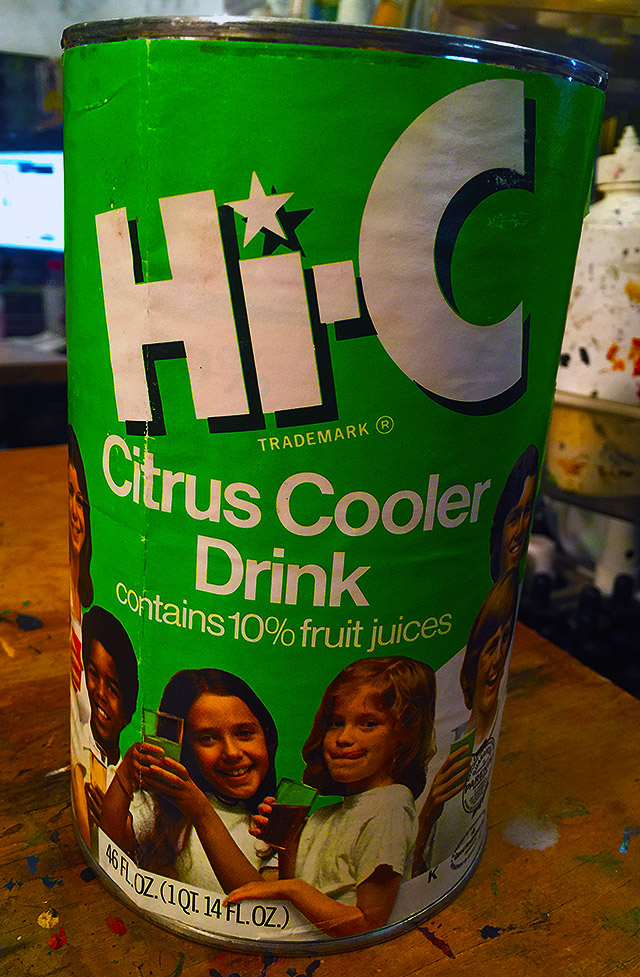 Hi-C
TRADEMARK ®
Citrus Cooler
Drink
contains 10% fruit juices
46 FL. OZ. (1 QT. 14 FL. OZ.)
K